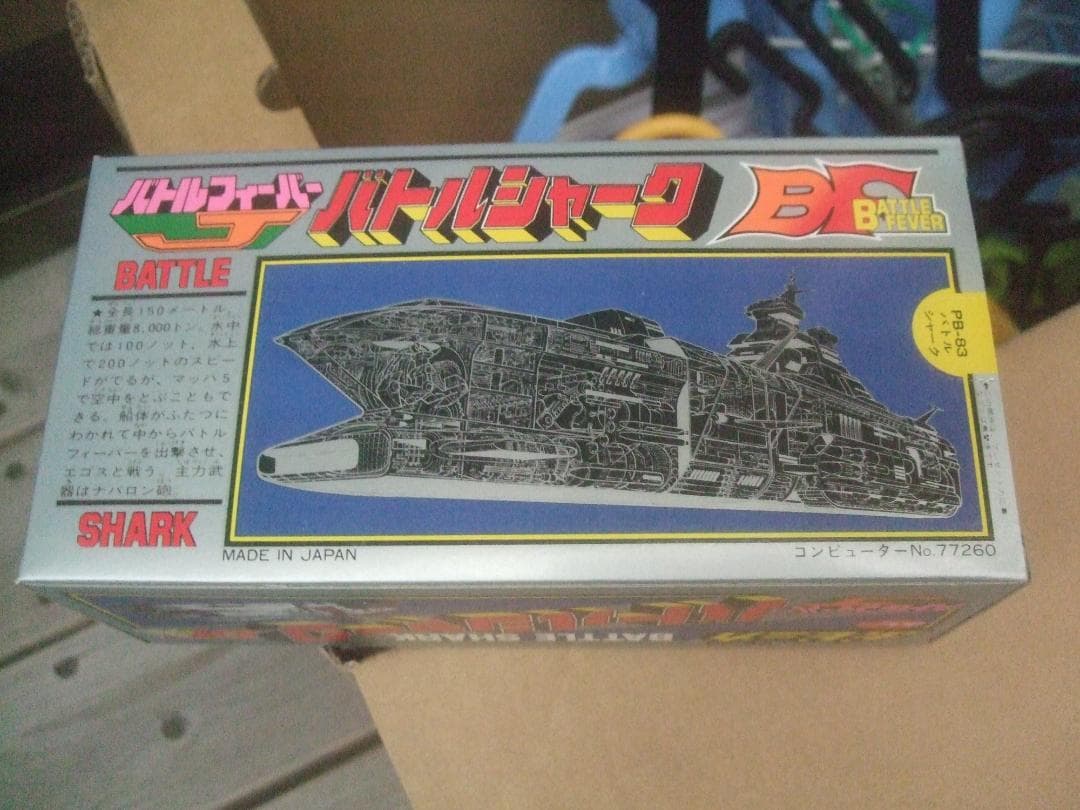 バトルフィーバー
J
バトルシャーク
BF
BATTLE
FEVER
BATTLE
★全長150メートル、
総重量8,000トン。水中
では100ノット、水上
で200ノットのスピー
ドがでるが、マッハ5
で空中をとぶこともで
きる。船体がふたつに
わかれて中からバトル
フィーバーを出撃させ、
エゴスと戦う。主力武
器はナバロン砲。
SHARK
PB-83
バトル
シャーク
MADE IN JAPAN
コンピューターNo.77260
BATTLE SHARK